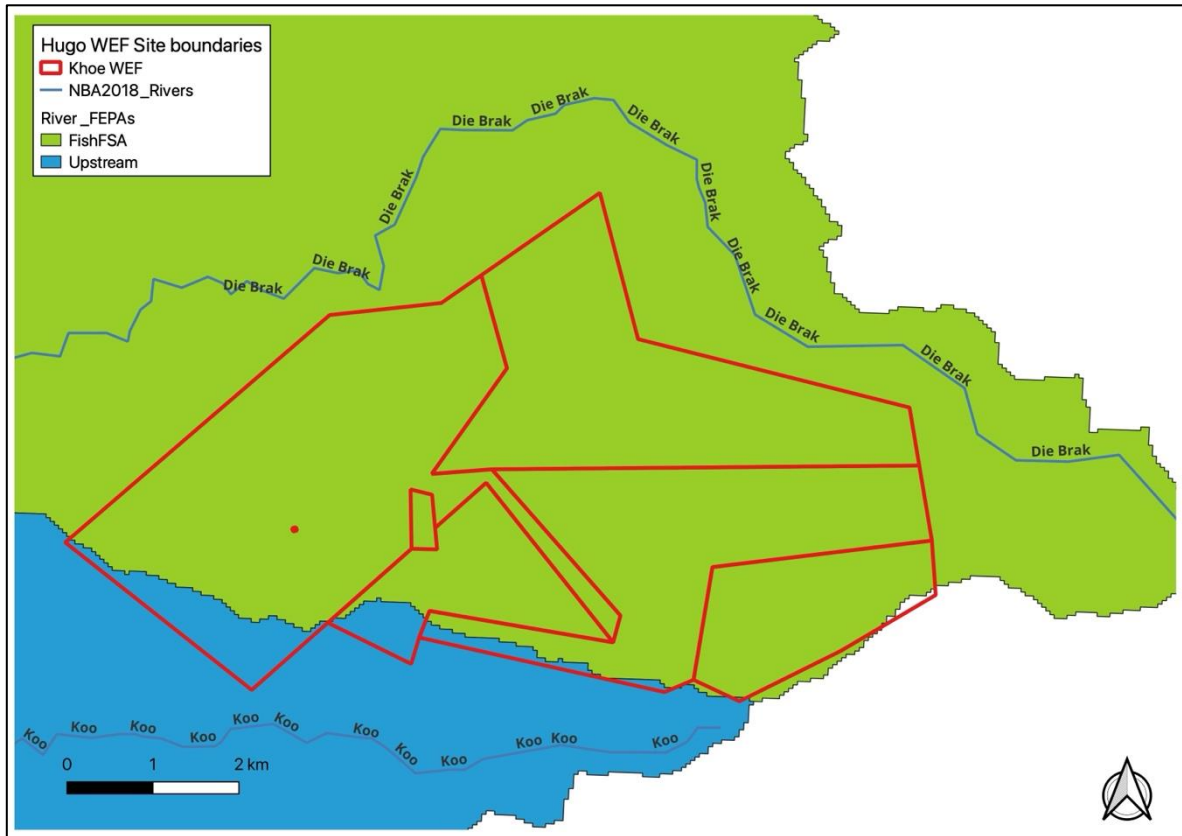 Hugo WEF Site boundaries
Khoe WEF
NBA2018_Rivers
River _FEPAs
FishFSA
Upstream
Die Brak
Die Brak
Die Brak
Die Brak
Die Brak
Die Brak
Die Brak
Die Brak
Die Brak
Die Brak
Die Brak
Koo
Koo
Koo
Koo
Koo
Koo
Koo
Koo
Koo
Koo
Koo
0 1 2 km